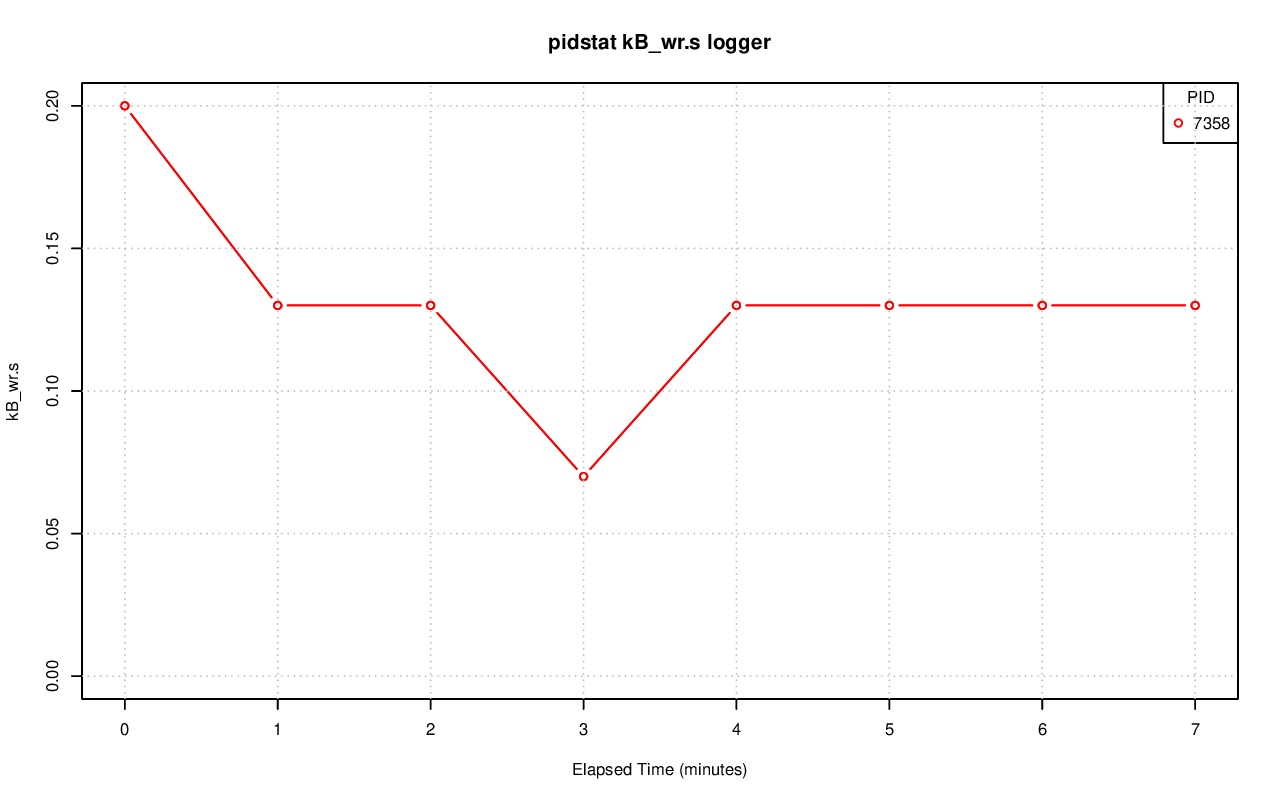 pidstat kB_wr.s logger
PID
7358
kB_wr.s
0.20
0.15
0.10
0.05
0.00
0 1 2 3 4 5 6 7
Elapsed Time (minutes)